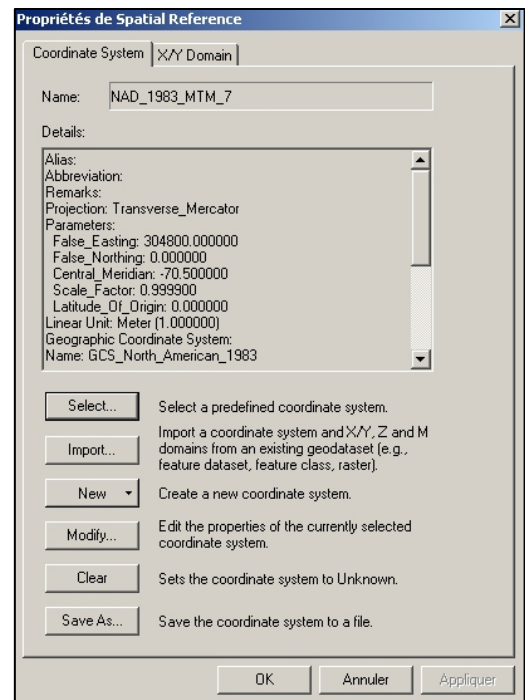 Propriétés de Spatial Reference
Coordinate System
X/Y Domain
Name: NAD_1983_MTM_7
Details:
Alias:
Abbreviation:
Remarks:
Projection: Transverse_Mercator
Parameters:
False_Easting: 304800.000000
False_Northing: 0.000000
Central_Meridian: -70.500000
Scale_Factor: 0.999900
Latitude_Of_Origin: 0.000000
Linear Unit: Meter (1.000000)
Geographic Coordinate System:
Name: GCS_North_American_1983
Select... Select a predefined coordinate system.
Import... Import a coordinate system and X/Y, Z and M
domains from an existing geodataset (e.g.,
feature dataset, feature class, raster).
New Create a new coordinate system.
Modify... Edit the properties of the currently selected
coordinate system.
Clear Sets the coordinate system to Unknown.
Save As... Save the coordinate system to a file.
OK Annuler Appliquer